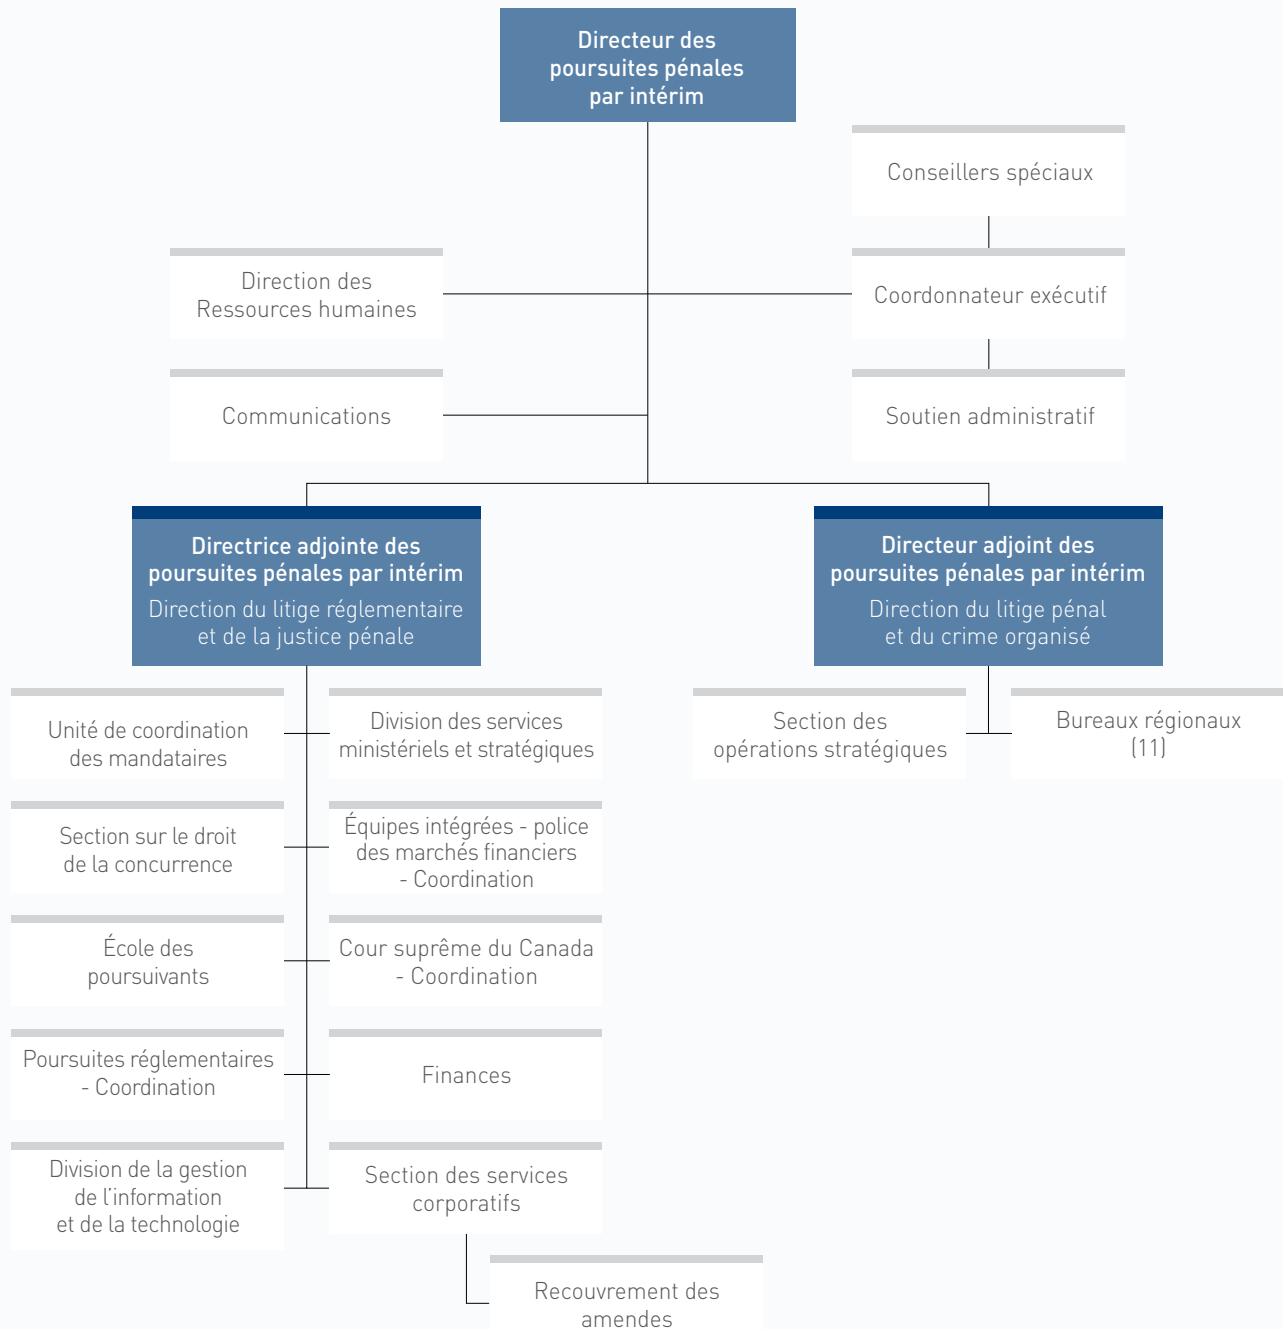 Directeur des
poursuites pénales
par intérim
Conseillers spéciaux
Direction des
Ressources humaines
Coordonnateur exécutif
Communications
Soutien administratif
Directrice adjointe des
poursuites pénales par intérim
Direction du litige réglementaire
et de la justice pénale
Directeur adjoint des
poursuites pénales par intérim
Direction du litige pénal
et du crime organisé
Unité de coordination
des mandataires
Division des services
ministériels et stratégiques
Section des
opérations stratégiques
Bureaux régionaux
(11)
Section sur le droit
de la concurrence
Équipes intégrées - police
des marchés financiers
- Coordination
École des
poursuivants
Cour suprême du Canada
- Coordination
Poursuites réglementaires
- Coordination
Finances
Division de la gestion
de l'information
et de la technologie
Section des services
corporatifs
Recouvrement des
amendes